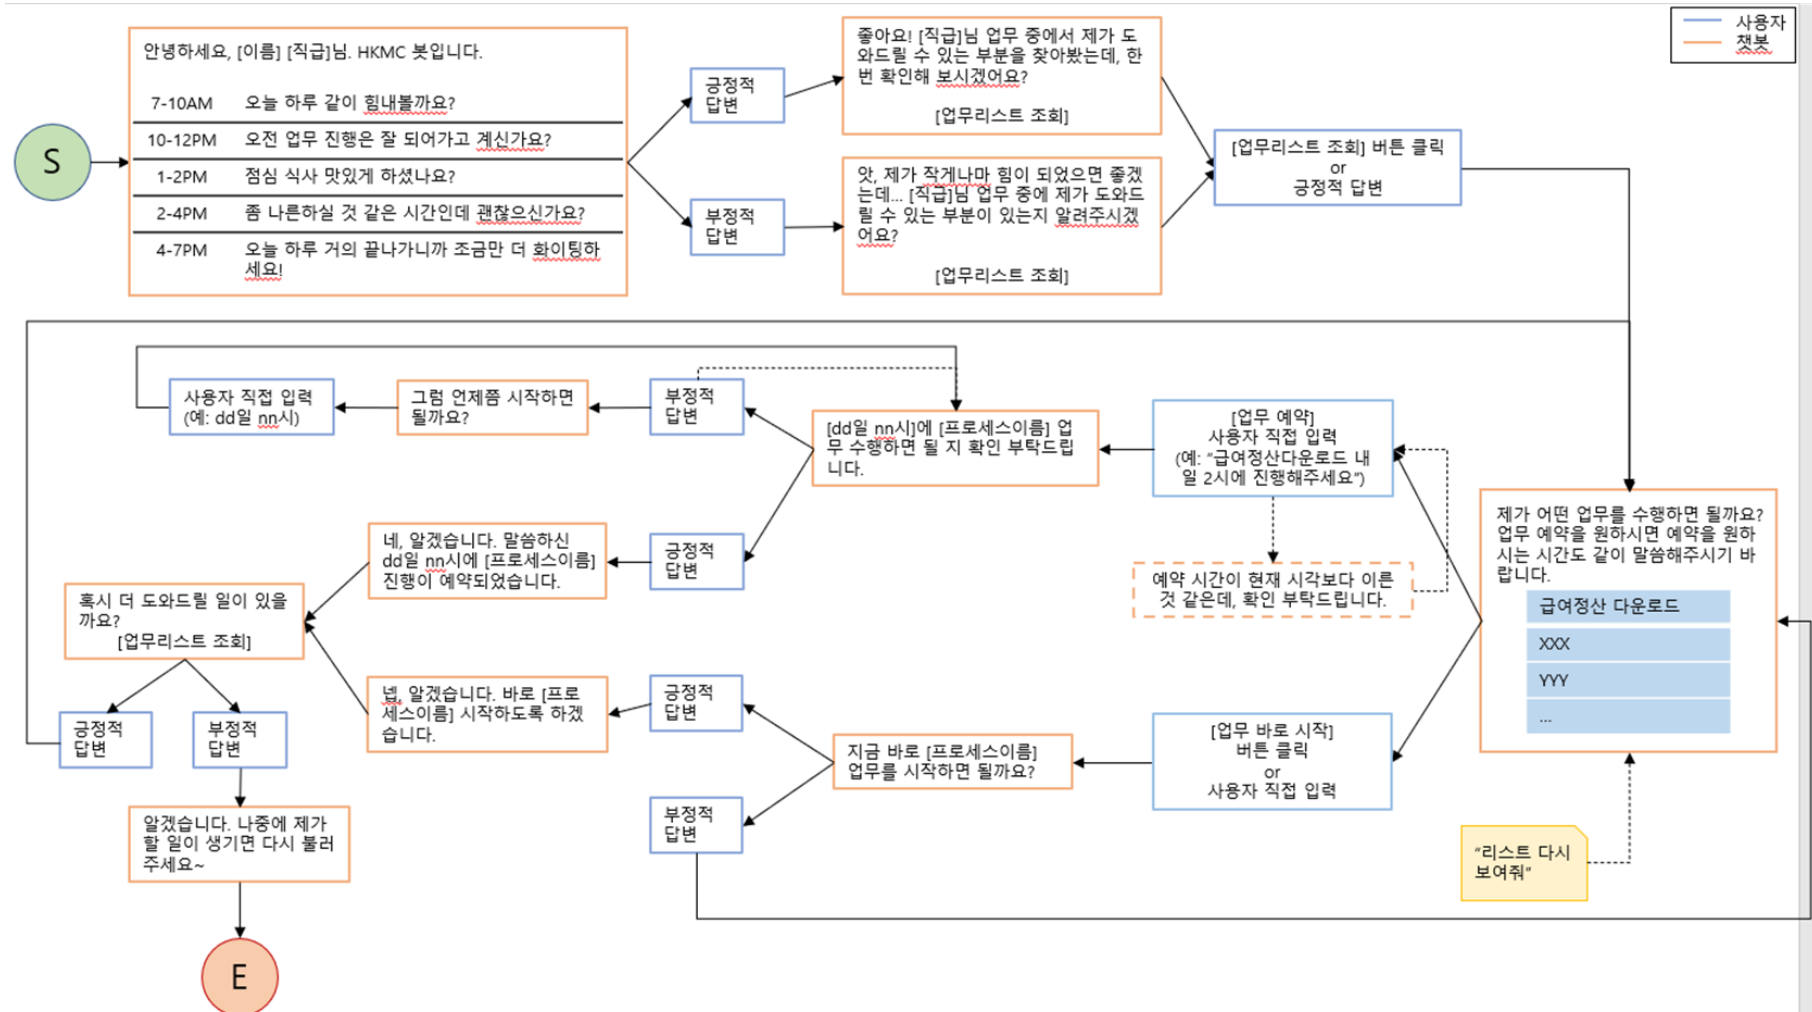 사용자
챗봇
안녕하세요, [이름] [직급]님. HKMC 봇입니다.
7-10AM 오늘 하루 같이 힘내볼까요?
10-12PM 오전 업무 진행은 잘 되어가고 계신가요?
1-2PM 점심 식사 맛있게 하셨나요?
2-4PM 좀 나른하실 것 같은 시간인데 괜찮으신가요?
4-7PM 오늘 하루 거의 끝나가니까 조금만 더 화이팅하
세요!
S
긍정적
답변
부정적
답변
좋아요! [직급]님 업무 중에서 제가 도
와드릴 수 있는 부분을 찾아봤는데, 한
번 확인해 보시겠어요?
[업무리스트 조회]
앗, 제가 작게나마 힘이 되었으면 좋겠
는데... [직급]님 업무 중에 제가 도와드
릴 수 있는 부분이 있는지 알려주시겠
어요?
[업무리스트 조회]
[업무리스트 조회] 버튼 클릭
or
긍정적 답변
사용자 직접 입력
(예: dd일 nn시)
그럼 언제쯤 시작하면
될까요?
부정적
답변
[dd일 nn시]에 [프로세스이름] 업
무 수행하면 될 지 확인 부탁드립
니다.
[업무 예약]
사용자 직접 입력
(예: “급여정산다운로드 내
일 2시에 진행해주세요”)
예약 시간이 현재 시각보다 이른
것 같은데, 확인 부탁드립니다.
제가 어떤 업무를 수행하면 될까요?
업무 예약을 원하시면 예약을 원하
시는 시간도 같이 말씀해주시기 바
랍니다.
급여정산 다운로드
XXX
YYY
...
네, 알겠습니다. 말씀하신
dd일 nn시에 [프로세스이름]
진행이 예약되었습니다.
긍정적
답변
혹시 더 도와드릴 일이 있을
까요?
[업무리스트 조회]
넵, 알겠습니다. 바로 [프로
세스이름] 시작하도록 하겠
습니다.
긍정적
답변
지금 바로 [프로세스이름]
업무를 시작하면 될까요?
[업무 바로 시작]
버튼 클릭
or
사용자 직접 입력
긍정적
답변
부정적
답변
부정적
답변
알겠습니다. 나중에 제가
할 일이 생기면 다시 불러
주세요~
“리스트 다시
보여줘”
E